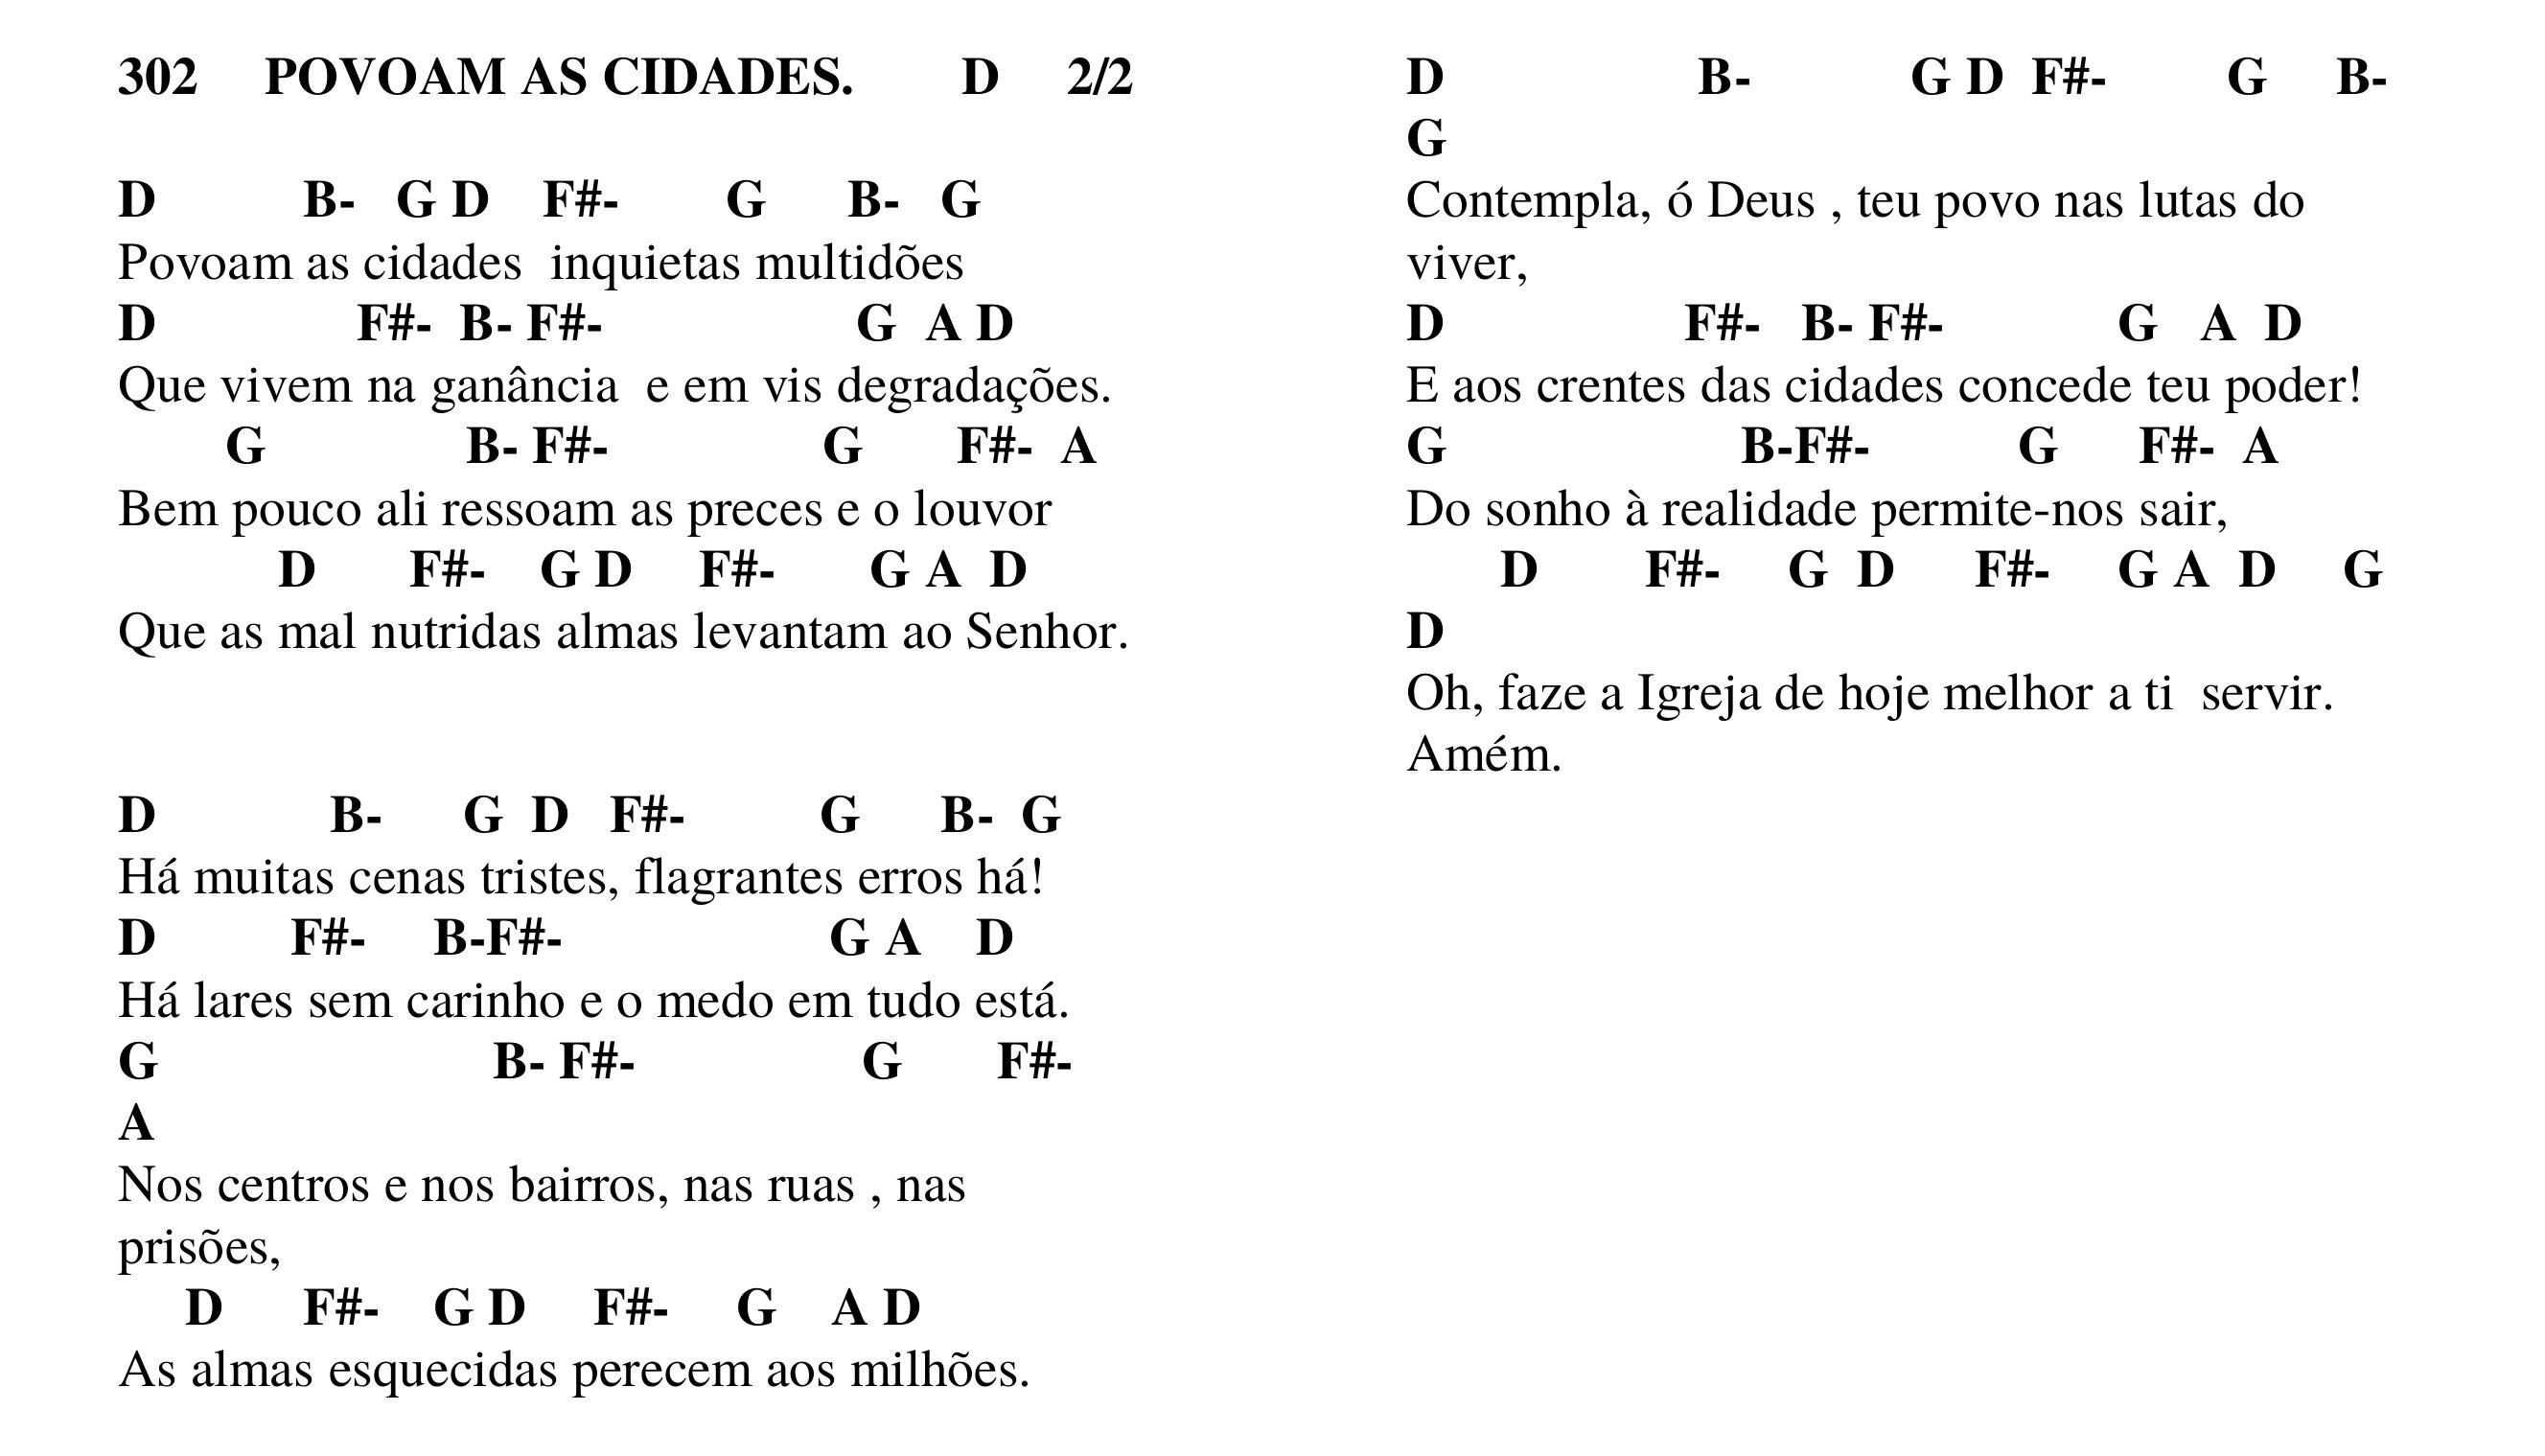 302 POVOAM AS CIDADES. D 2/2
D B- G D F#- G B- G
Povoam as cidades inquietas multidões
D F#- B- F#- G A D
Que vivem na ganância e em vis degradações.
G B- F#- G F#- A
Bem pouco ali ressoam as preces e o louvor
D F#- G D F#- G A D
Que as mal nutridas almas levantam ao Senhor.
D B- G D F#- G B- G
Há muitas cenas tristes, flagrantes erros há!
D F#- B-F#- G A D
Há lares sem carinho e o medo em tudo está.
G B- F#- G F#-
A
Nos centros e nos bairros, nas ruas , nas
prisões,
D F#- G D F#- G A D
As almas esquecidas perecem aos milhões.
D B- G D F#- G B-
G
Contempla, ó Deus , teu povo nas lutas do
viver,
D F#- B- F#- G A D
E aos crentes das cidades concede teu poder!
G B-F#- G F#- A
Do sonho à realidade permite-nos sair,
D F#- G D F#- G A D G
D
Oh, faze a Igreja de hoje melhor a ti servir.
Amém.